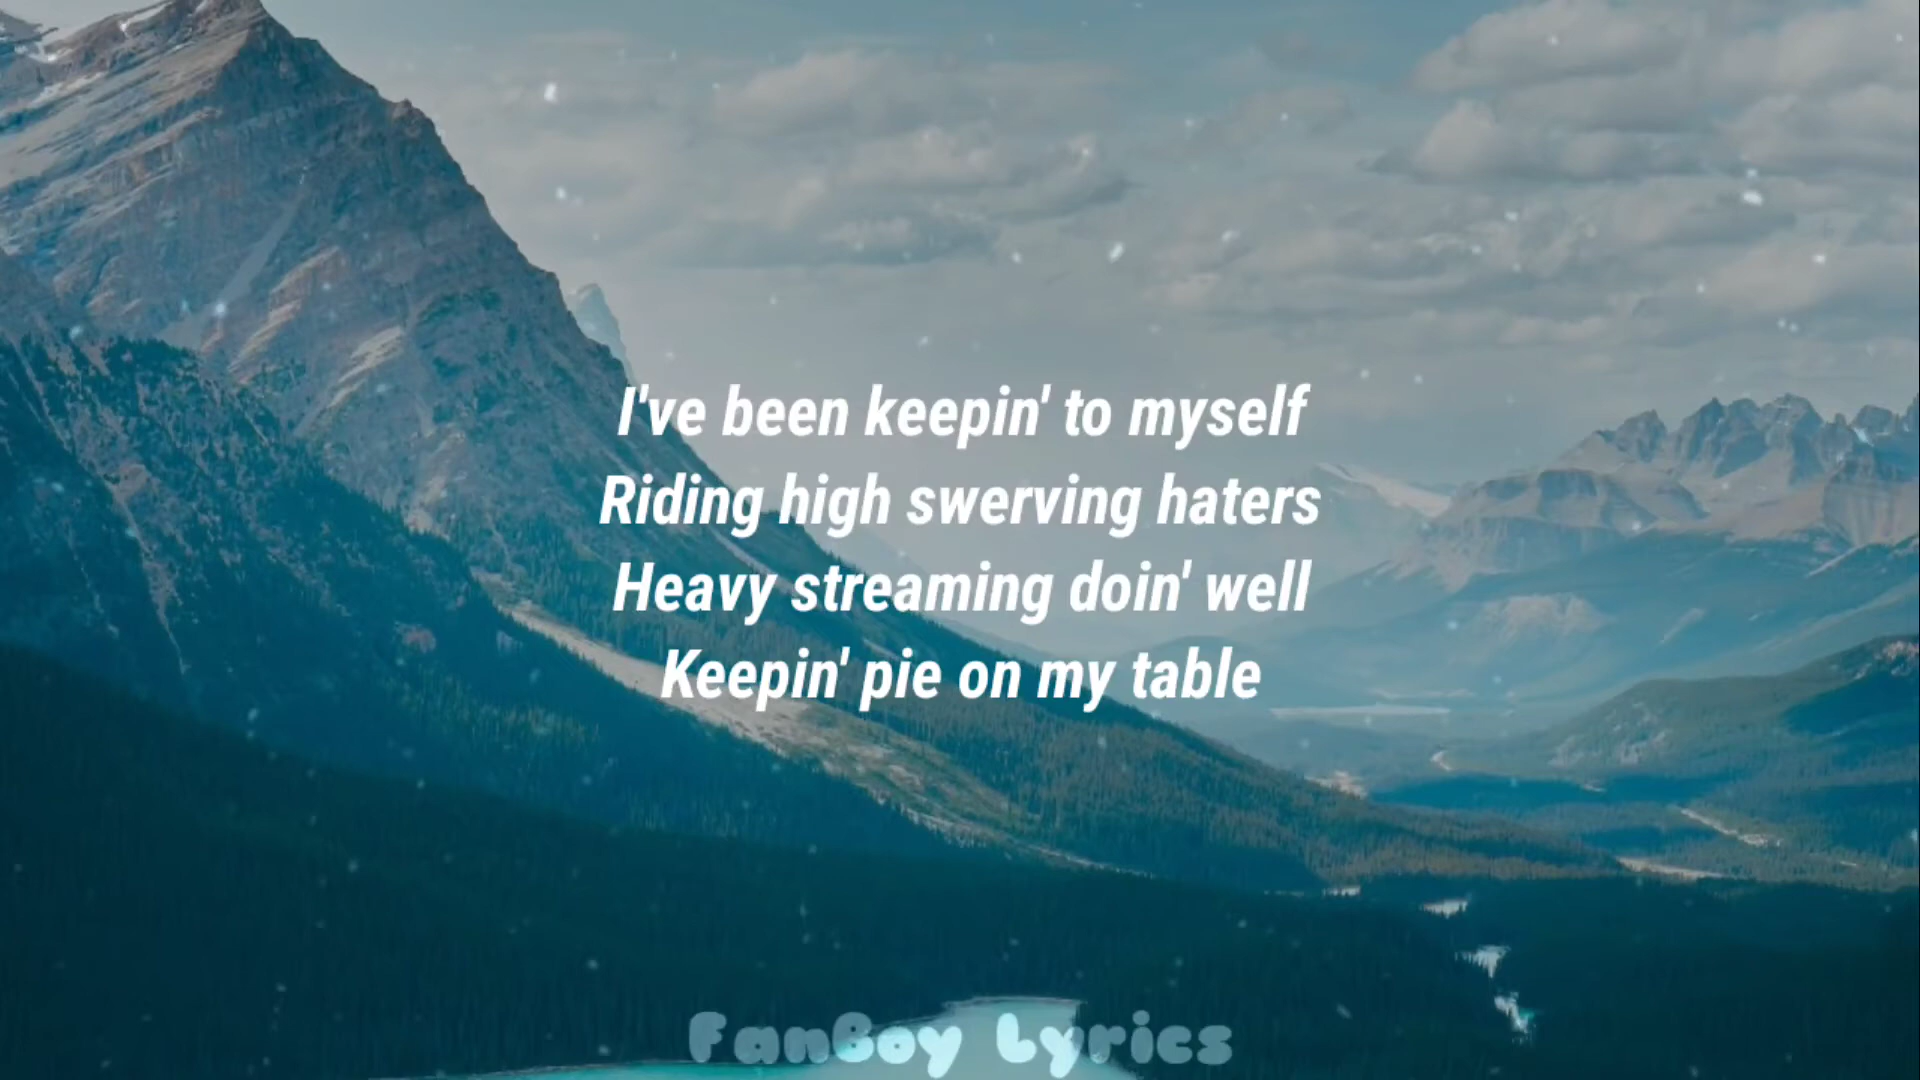 I've been keepin' to myself
Riding high swerving haters
Heavy streaming doin' well
Keepin' pie on my table
FanBoy Lyrics